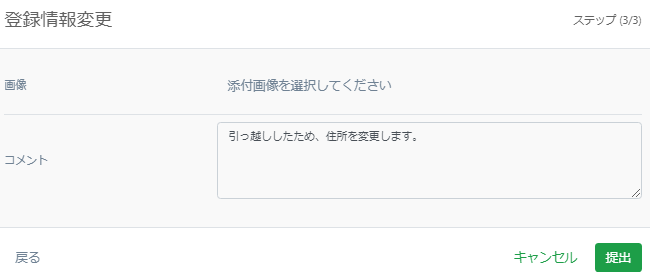 登録情報変更
ステップ (3/3)
画像
添付画像を選択してください
コメント
引っ越ししたため、住所を変更します。
戻る
キャンセル
提出